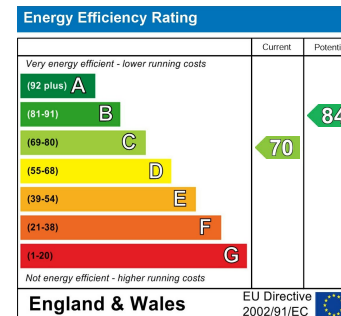 Energy Efficiency Rating
Current
Very energy efficient - lower running costs
(92 plus) A
(81-91) B
84
(69-80) C
70
(55-68) D
(39-54) E
(21-38) F
(1-20) G
Not energy efficient - higher running costs
England & Wales
EU Directive
2002/91/EC